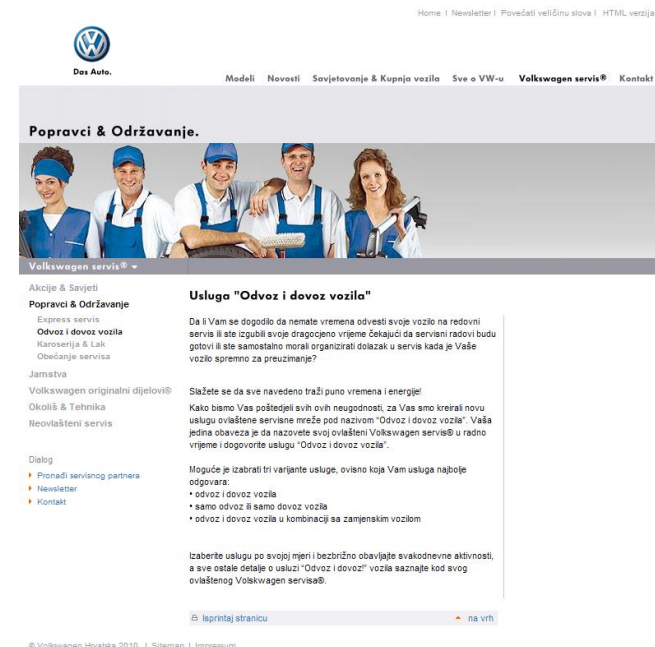 Home | Newsletter | Povećati veličinu slova | HTML verzija
Das Auto.
Modeli Novosti Savjetovanje & Kupnja vozila Sve o VW-u Volkswagen servis® Kontakt
Popravci & Održavanje.
Volkswagen servis®
Akcije & Savjeti
Popravci & Održavanje
Express servis
Odvoz i dovoz vozila
Karoserija & Lak
Obećanje servisa
Jamstva
Volkswagen originalni dijelovi®
Okoliš & Tehnika
Neovlašteni servis
Dialog
Pronađi servisnog partnera
Newsletter
Kontakt
Usluga "Odvoz i dovoz vozila"
Da li Vam se dogodilo da nemate vremena odvesti svoje vozilo na redovni
servis ili ste izgubili svoje dragocjeno vrijeme čekajući da servisni radovi budu
gotovi ili ste samostalno morali organizirati dolazak u servis kada je Vaše
vozilo spremno za preuzimanje?
Slažete se da sve navedeno traži puno vremena i energije!
Kako bismo Vas poštedjeli svih ovih neugodnosti, za Vas smo kreirali novu
uslugu ovlaštene servisne mreže pod nazivom "Odvoz i dovoz vozila". Vaša
jedina obaveza je da nazovete svoj ovlašteni Volkswagen servis® u radno
vrijeme i dogovorite uslugu "Odvoz i dovoz vozila".
Moguće je izabrati tri varijante usluge, ovisno koja Vam usluga najbolje
odgovara:
• odvoz i dovoz vozila
• samo odvoz ili samo dovoz vozila
• odvoz i dovoz vozila u kombinaciji sa zamjenskim vozilom
Izaberite uslugu po svojoj mjeri i bezbrižno obavljajte svakodnevne aktivnosti,
a sve ostale detalje o usluzi "Odvoz i dovoz!" vozila saznajte kod svog
ovlaštenog Volskwagen servisa®.
Isprintaj stranicu na vrh
© Volkswagen Hrvatska 2010 | Sitemap | Impressum